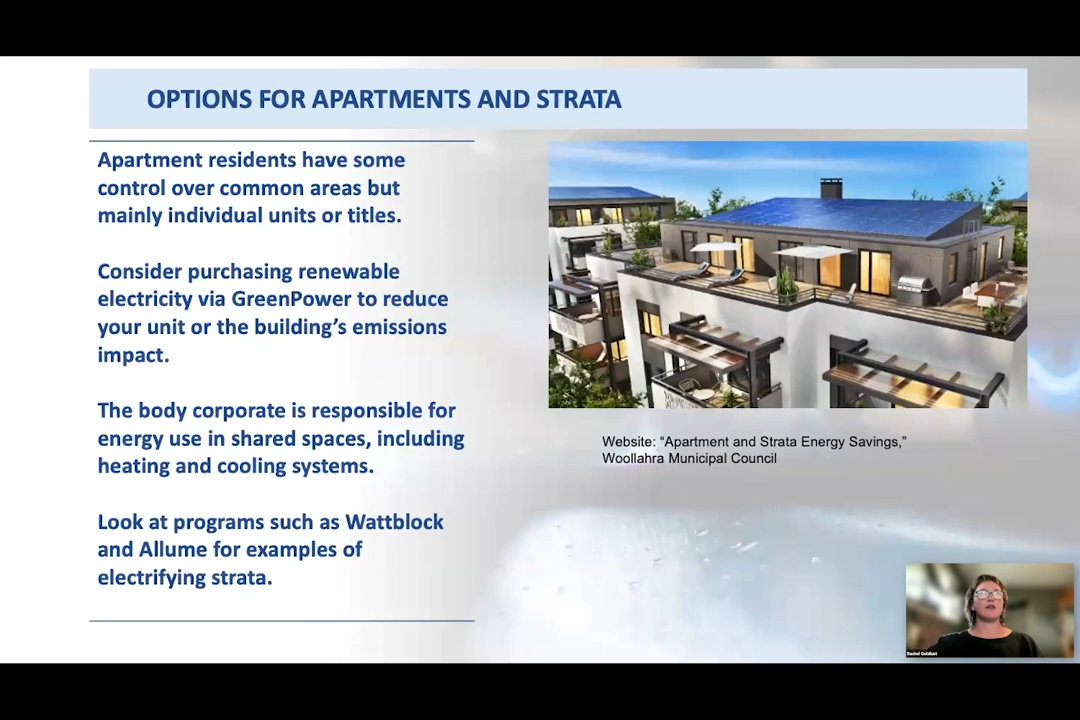 OPTIONS FOR APARTMENTS AND STRATA
Apartment residents have some
control over common areas but
mainly individual units or titles.
Consider purchasing renewable
electricity via GreenPower to reduce
your unit or the building’s emissions
impact.
The body corporate is responsible for
energy use in shared spaces, including
heating and cooling systems.
Look at programs such as Wattblock
and Allume for examples of
electrifying strata.
Website: “Apartment and Strata Energy Savings,”
Woollahra Municipal Council
Rachel Goldlust